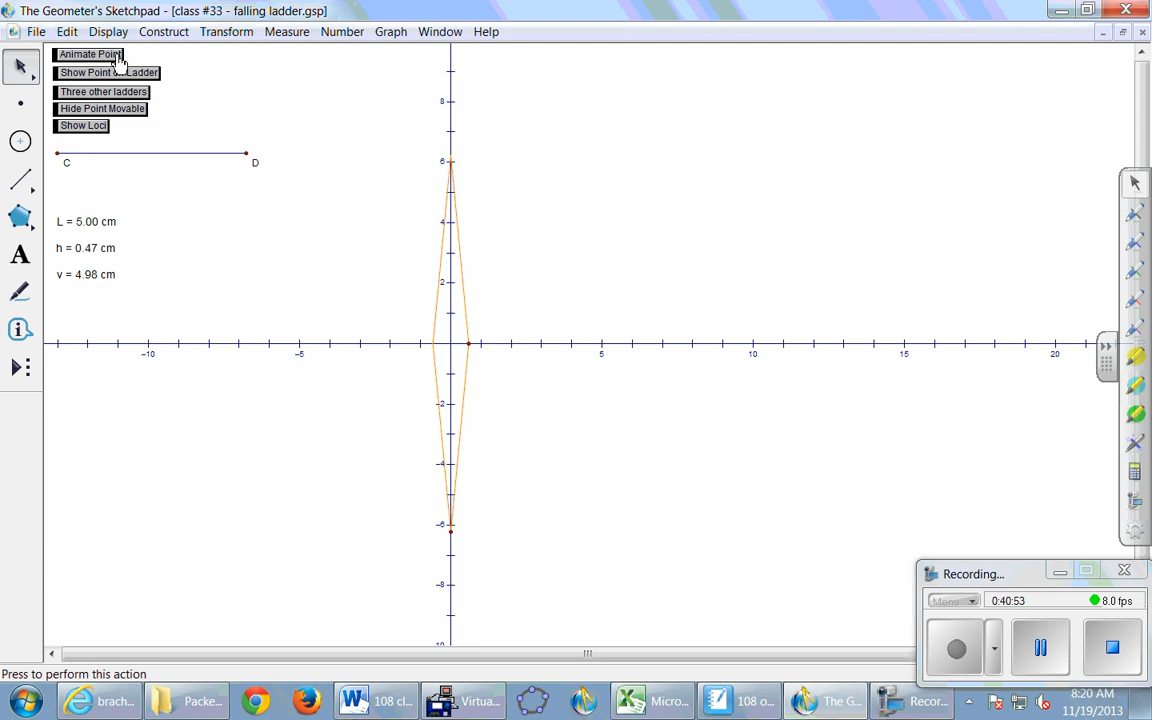 The Geometer's Sketchpad - [class #33 - falling ladder.gsp]
File Edit Display Construct Transform Measure Number Graph Window Help
Animate Point
Show Point on Ladder
Three other ladders
Hide Point Movable
Show Loci
C D
L = 5.00 cm
h = 0.47 cm
v = 4.98 cm
8
6
4
2
-10 -5 5 10 15 20
-2
-4
-6
-8
A
Recording...
Menu 0:40:53 8.0 fps
Press to perform this action
brach... Packe... 108 cl... Virtua... Micro... 108 o... The G... Recor...
8:20 AM
11/19/2013